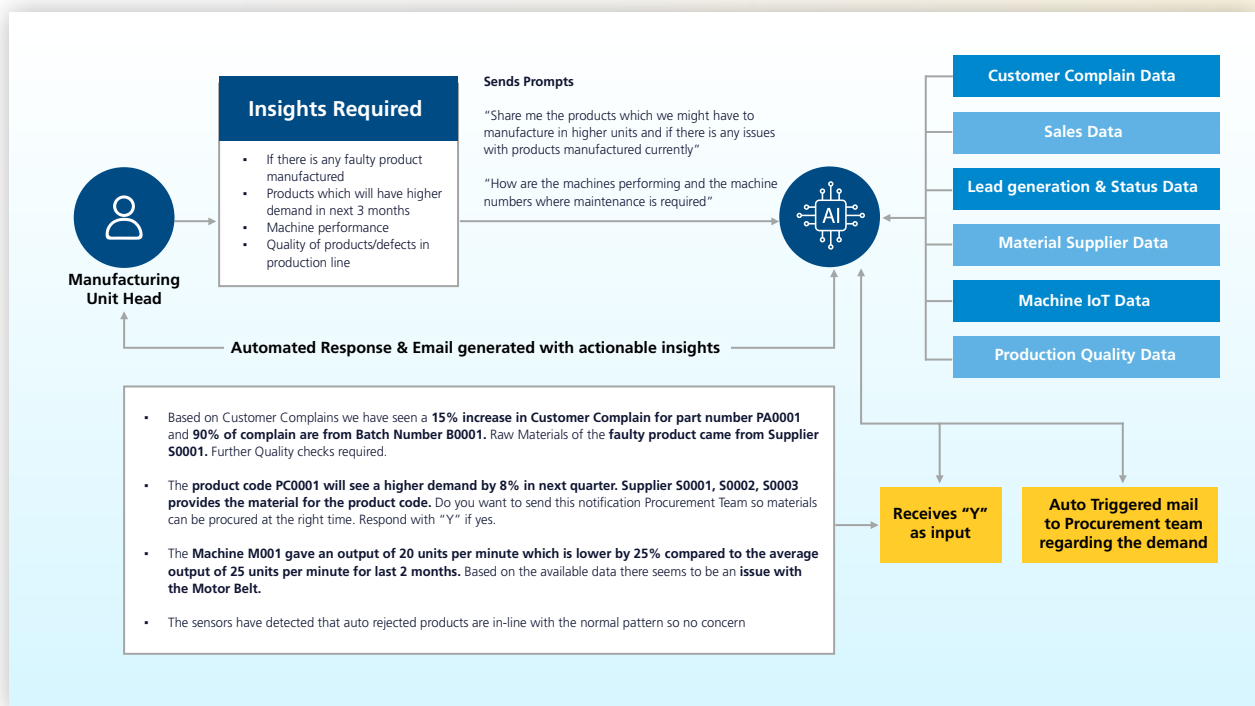 Insights Required
▪ If there is any faulty product
manufactured
▪ Products which will have higher
demand in next 3 months
▪ Machine performance
▪ Quality of products/defects in
production line
Manufacturing
Unit Head
Sends Prompts
“Share me the products which we might have to
manufacture in higher units and if there is any issues
with products manufactured currently”
“How are the machines performing and the machine
numbers where maintenance is required”
AI
Customer Complain Data
Sales Data
Lead generation & Status Data
Material Supplier Data
Machine IoT Data
Production Quality Data
Automated Response & Email generated with actionable insights
▪ Based on Customer Complains we have seen a 15% increase in Customer Complain for part number PA0001
and 90% of complain are from Batch Number B0001. Raw Materials of the faulty product came from Supplier
S0001. Further Quality checks required.
▪ The product code PC0001 will see a higher demand by 8% in next quarter. Supplier S0001, S0002, S0003
provides the material for the product code. Do you want to send this notification Procurement Team so materials
can be procured at the right time. Respond with “Y” if yes.
▪ The Machine M001 gave an output of 20 units per minute which is lower by 25% compared to the average
output of 25 units per minute for last 2 months. Based on the available data there seems to be an issue with
the Motor Belt.
▪ The sensors have detected that auto rejected products are in-line with the normal pattern so no concern
Receives “Y”
as input
Auto Triggered mail
to Procurement team
regarding the demand